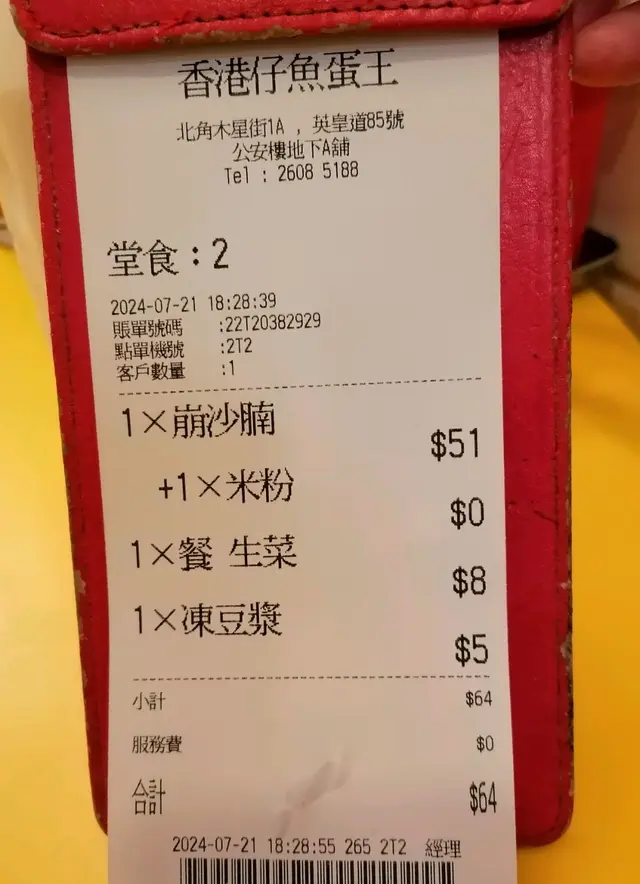 香港仔魚蛋王
北角木星街1A , 英皇道85號
公安樓地下A舖
Tel : 2608 5188
堂食：2
2024-07-21 18:28:39
賬單號碼 :22T20382929
點單機號 :2T2
客戶數量 :1
1×崩沙腩 $51
+1×米粉 $0
1×餐 生菜 $8
1×凍豆漿 $5
小計 $64
服務費 $0
合計 $64
2024-07-21 18:28:55 265 2T2 經理